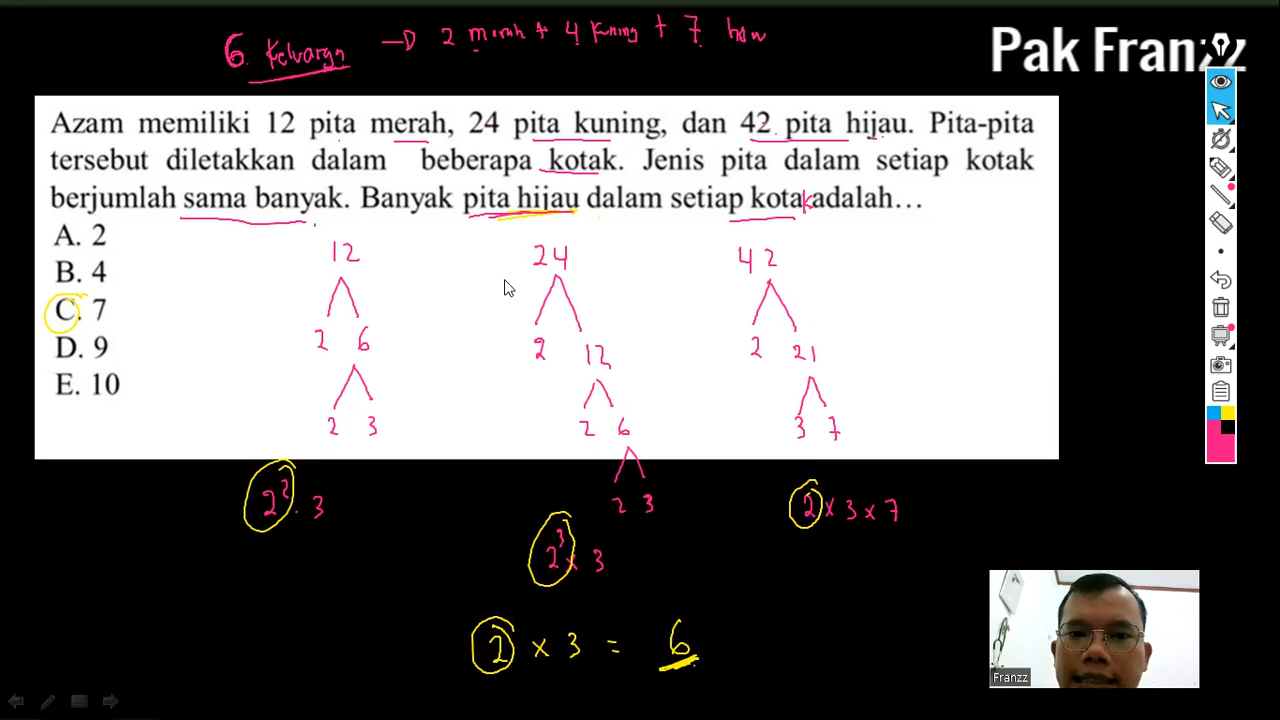 6 Keluarga → 2 merah + 4 kuning + 7
Pak Franzz
Azam memiliki 12 pita merah, 24 pita kuning, dan 42 pita hijau. Pita-pita
tersebut diletakkan dalam beberapa kotak. Jenis pita dalam setiap kotak
berjumlah sama banyak. Banyak pita hijau dalam setiap kotakadalah…
A. 2
B. 4
C. 7
D. 9
E. 10
12
2 6
2 3
2² . 3
24
2 12
2 6
2 3
2³ x 3
42
2 21
3 7
2 x 3 x 7
2 x 3 = 6
Franzz